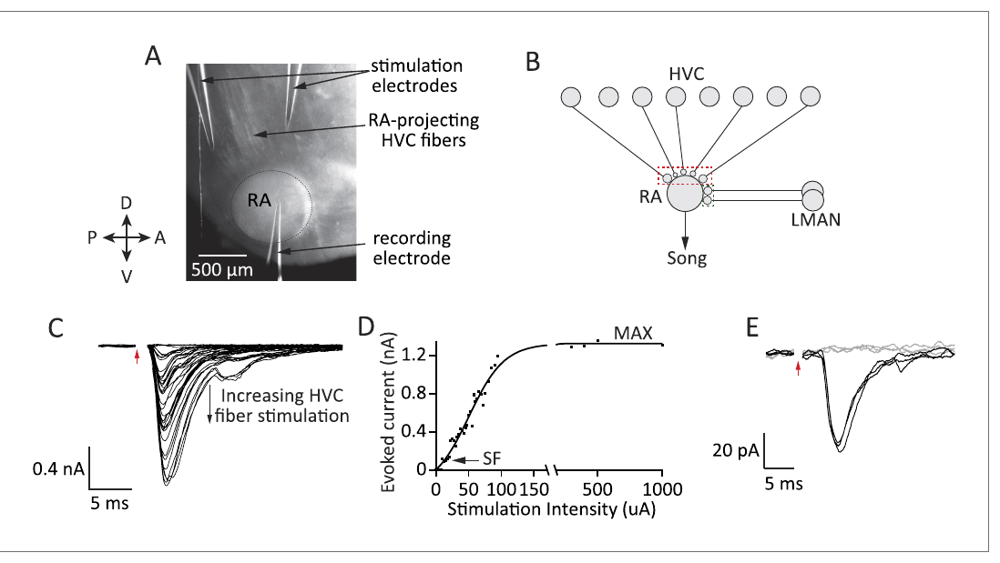 A
stimulation
electrodes
RA-projecting
HVC fibers
RA
recording
electrode
500 μm
D
P
A
V
B
HVC
RA
LMAN
Song
C
Increasing HVC
fiber stimulation
0.4 nA
5 ms
D
Evoked current (nA)
1.2
0.8
0.4
0
MAX
SF
0 50 100 150 500 1000
Stimulation Intensity (uA)
E
20 pA
5 ms